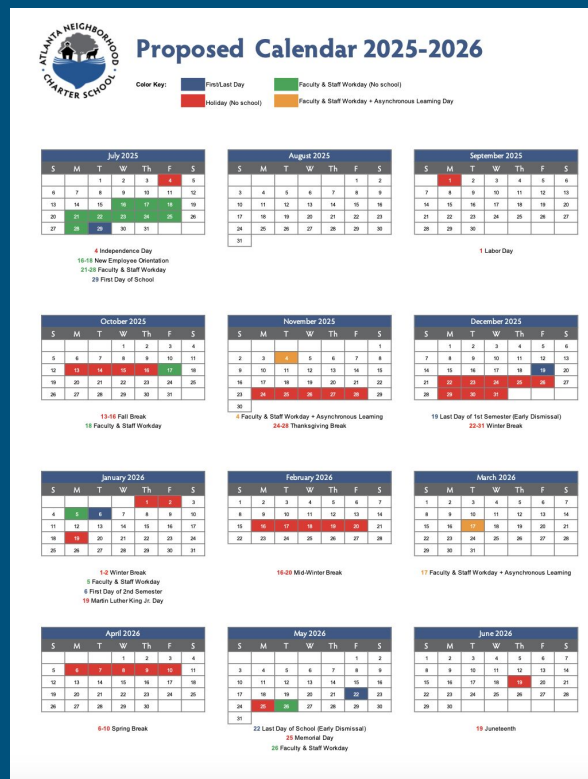 ATLANTA NEIGHBORHOOD
CHARTER SCHOOL
Proposed Calendar 2025-2026
Color Key:
First/Last Day
Faculty & Staff Workday (No school)
Holiday (No school)
Faculty & Staff Workday + Asynchronous Learning Day
July 2025
S M T W Th F S
1 2 3 4 5
6 7 8 9 10 11 12
13 14 15 16 17 18 19
20 21 22 23 24 25 26
27 28 29 30 31
4 Independence Day
16-18 New Employee Orientation
21-28 Faculty & Staff Workday
29 First Day of School
August 2025
S M T W Th F S
1 2
3 4 5 6 7 8 9
10 11 12 13 14 15 16
17 18 19 20 21 22 23
24 25 26 27 28 29 30
31
September 2025
S M T W Th F S
1 2 3 4 5 6
7 8 9 10 11 12 13
14 15 16 17 18 19 20
21 22 23 24 25 26 27
28 29 30
1 Labor Day
October 2025
S M T W Th F S
1 2 3 4
5 6 7 8 9 10 11
12 13 14 15 16 17 18
19 20 21 22 23 24 25
26 27 28 29 30 31
13-16 Fall Break
18 Faculty & Staff Workday
November 2025
S M T W Th F S
1
2 3 4 5 6 7 8
9 10 11 12 13 14 15
16 17 18 19 20 21 22
23 24 25 26 27 28 29
30
4 Faculty & Staff Workday + Asynchronous Learning
24-28 Thanksgiving Break
December 2025
S M T W Th F S
1 2 3 4 5 6
7 8 9 10 11 12 13
14 15 16 17 18 19 20
21 22 23 24 25 26 27
28 29 30 31
19 Last Day of 1st Semester (Early Dismissal)
22-31 Winter Break
January 2026
S M T W Th F S
1 2 3
4 5 6 7 8 9 10
11 12 13 14 15 16 17
18 19 20 21 22 23 24
25 26 27 28 29 30 31
1-2 Winter Break
5 Faculty & Staff Workday
6 First Day of 2nd Semester
19 Martin Luther King Jr. Day
February 2026
S M T W Th F S
1 2 3 4 5 6 7
8 9 10 11 12 13 14
15 16 17 18 19 20 21
22 23 24 25 26 27 28
16-20 Mid-Winter Break
March 2026
S M T W Th F S
1 2 3 4 5 6 7
8 9 10 11 12 13 14
15 16 17 18 19 20 21
22 23 24 25 26 27 28
29 30 31
17 Faculty & Staff Workday + Asynchronous Learning
April 2026
S M T W Th F S
1 2 3 4
5 6 7 8 9 10 11
12 13 14 15 16 17 18
19 20 21 22 23 24 25
26 27 28 29 30
6-10 Spring Break
May 2026
S M T W Th F S
1 2
3 4 5 6 7 8 9
10 11 12 13 14 15 16
17 18 19 20 21 22 23
24 25 26 27 28 29 30
31
22 Last Day of School (Early Dismissal)
25 Memorial Day
26 Faculty & Staff Workday
June 2026
S M T W Th F S
1 2 3 4 5 6 7
8 9 10 11 12 13 14
15 16 17 18 19 20 21
22 23 24 25 26 27 28
29 30
19 Juneteenth